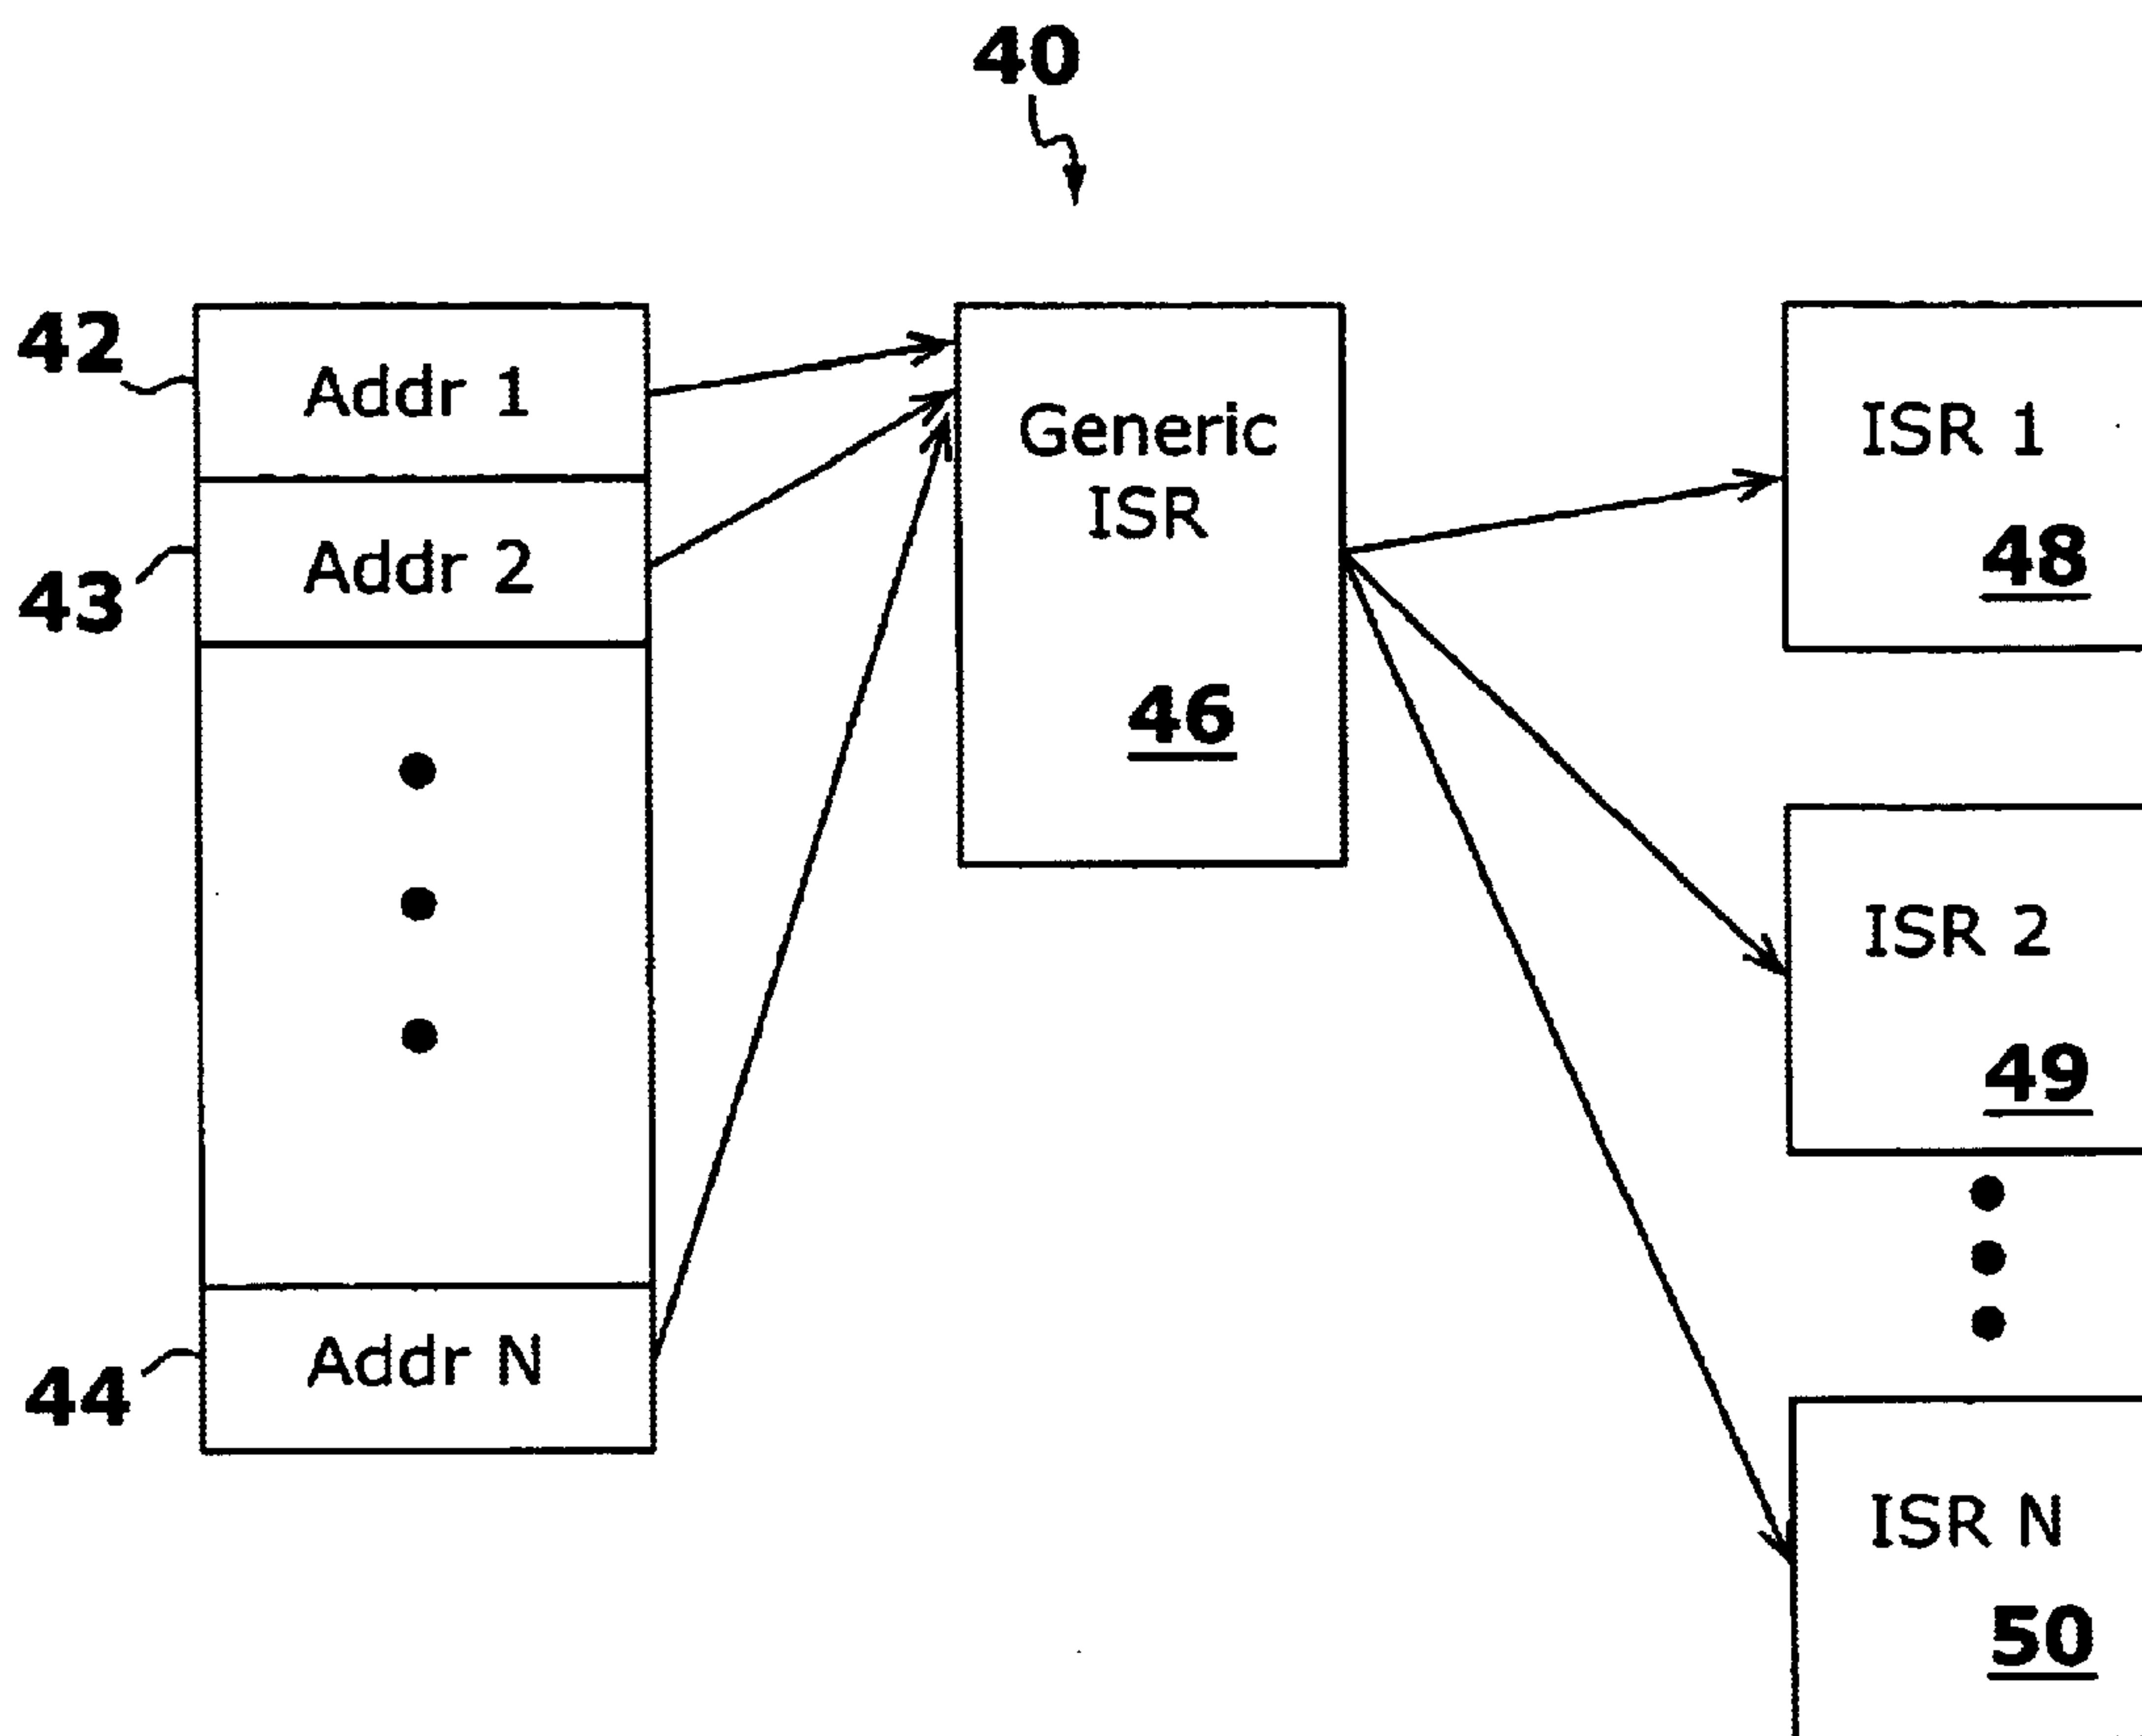 40
42
Addr 1
43
Addr 2
44
Addr N
Generic
ISR
46
ISR 1
48
ISR 2
49
ISR N
50